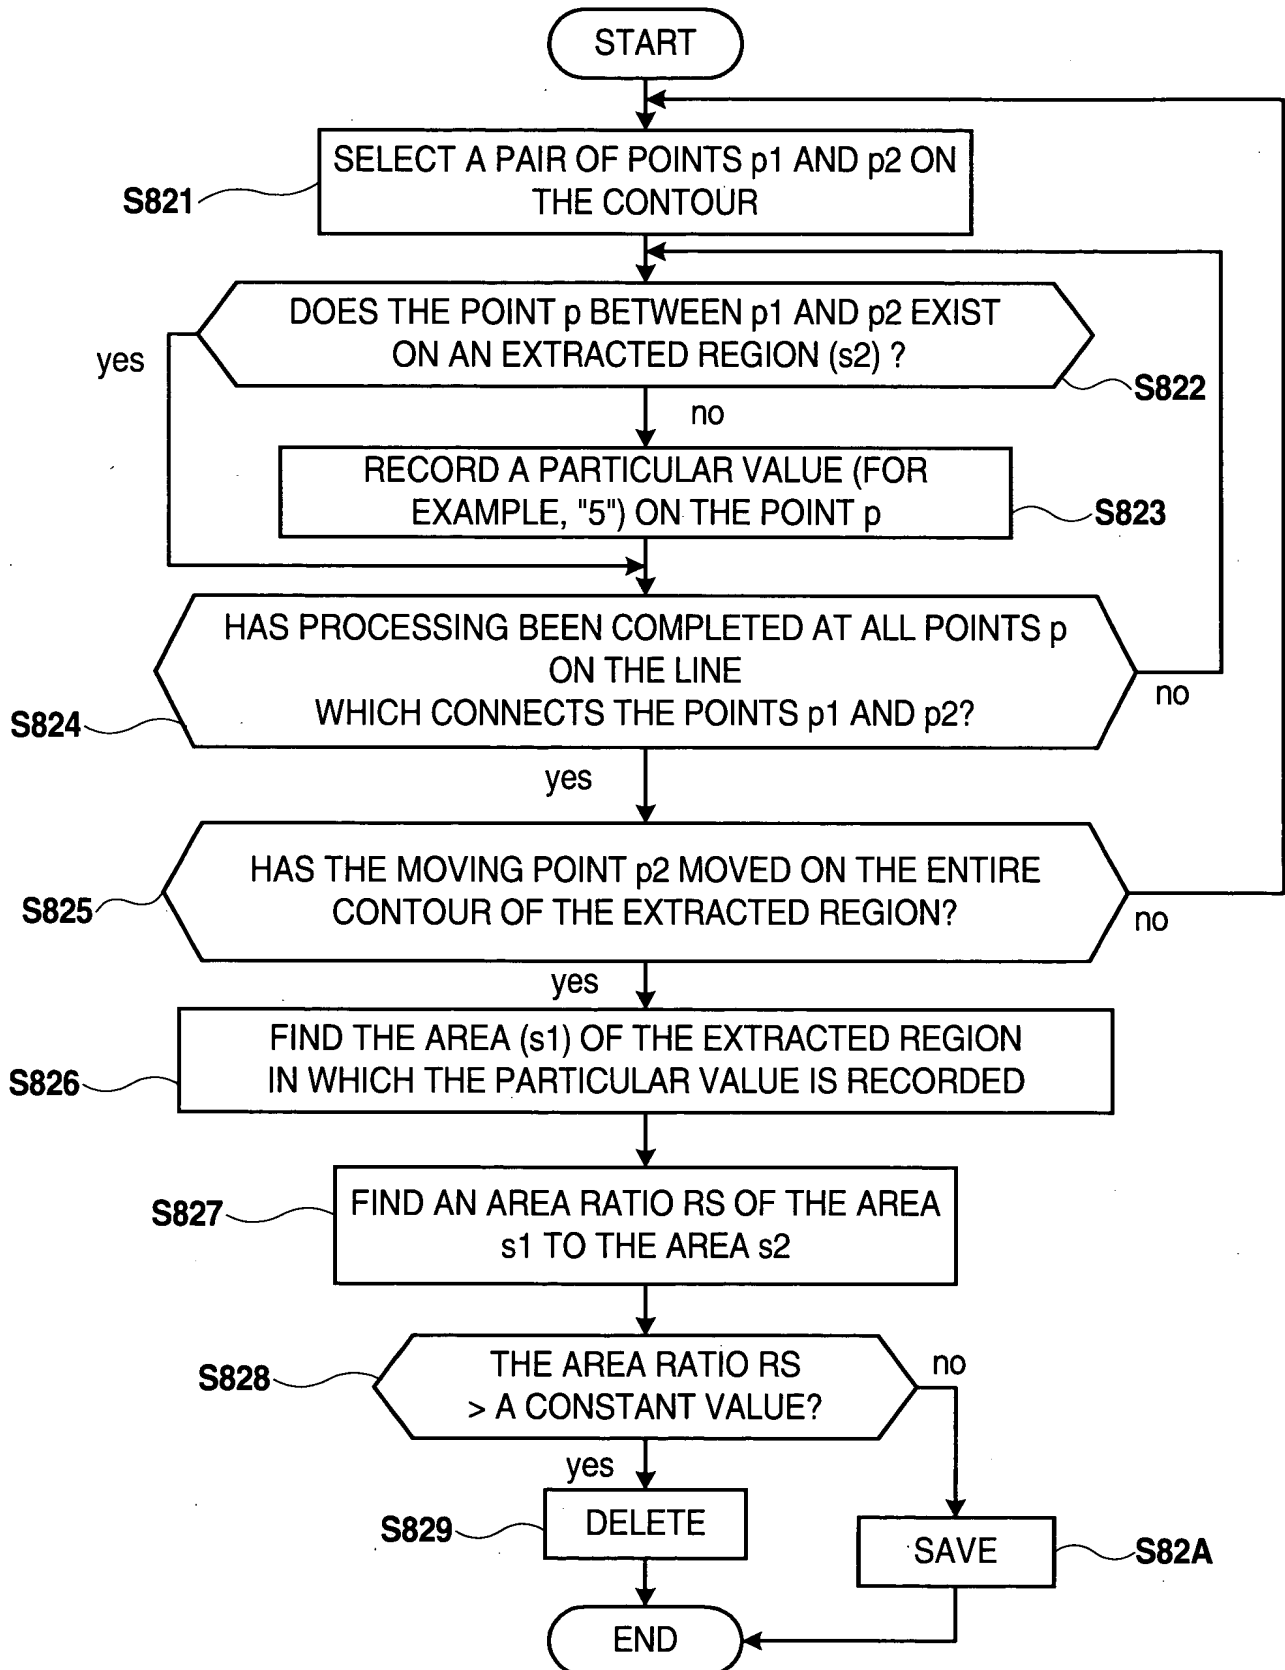 START
SELECT A PAIR OF POINTS p1 AND p2 ON
THE CONTOUR
S821
DOES THE POINT p BETWEEN p1 AND p2 EXIST
ON AN EXTRACTED REGION (s2) ?
yes
S822
no
RECORD A PARTICULAR VALUE (FOR
EXAMPLE, "5") ON THE POINT p
S823
HAS PROCESSING BEEN COMPLETED AT ALL POINTS p
ON THE LINE
WHICH CONNECTS THE POINTS p1 AND p2?
no
S824
yes
HAS THE MOVING POINT p2 MOVED ON THE ENTIRE
CONTOUR OF THE EXTRACTED REGION?
S825
no
yes
FIND THE AREA (s1) OF THE EXTRACTED REGION
IN WHICH THE PARTICULAR VALUE IS RECORDED
S826
FIND AN AREA RATIO RS OF THE AREA
s1 TO THE AREA s2
S827
THE AREA RATIO RS
> A CONSTANT VALUE?
S828
no
yes
DELETE
S829
SAVE
S82A
END